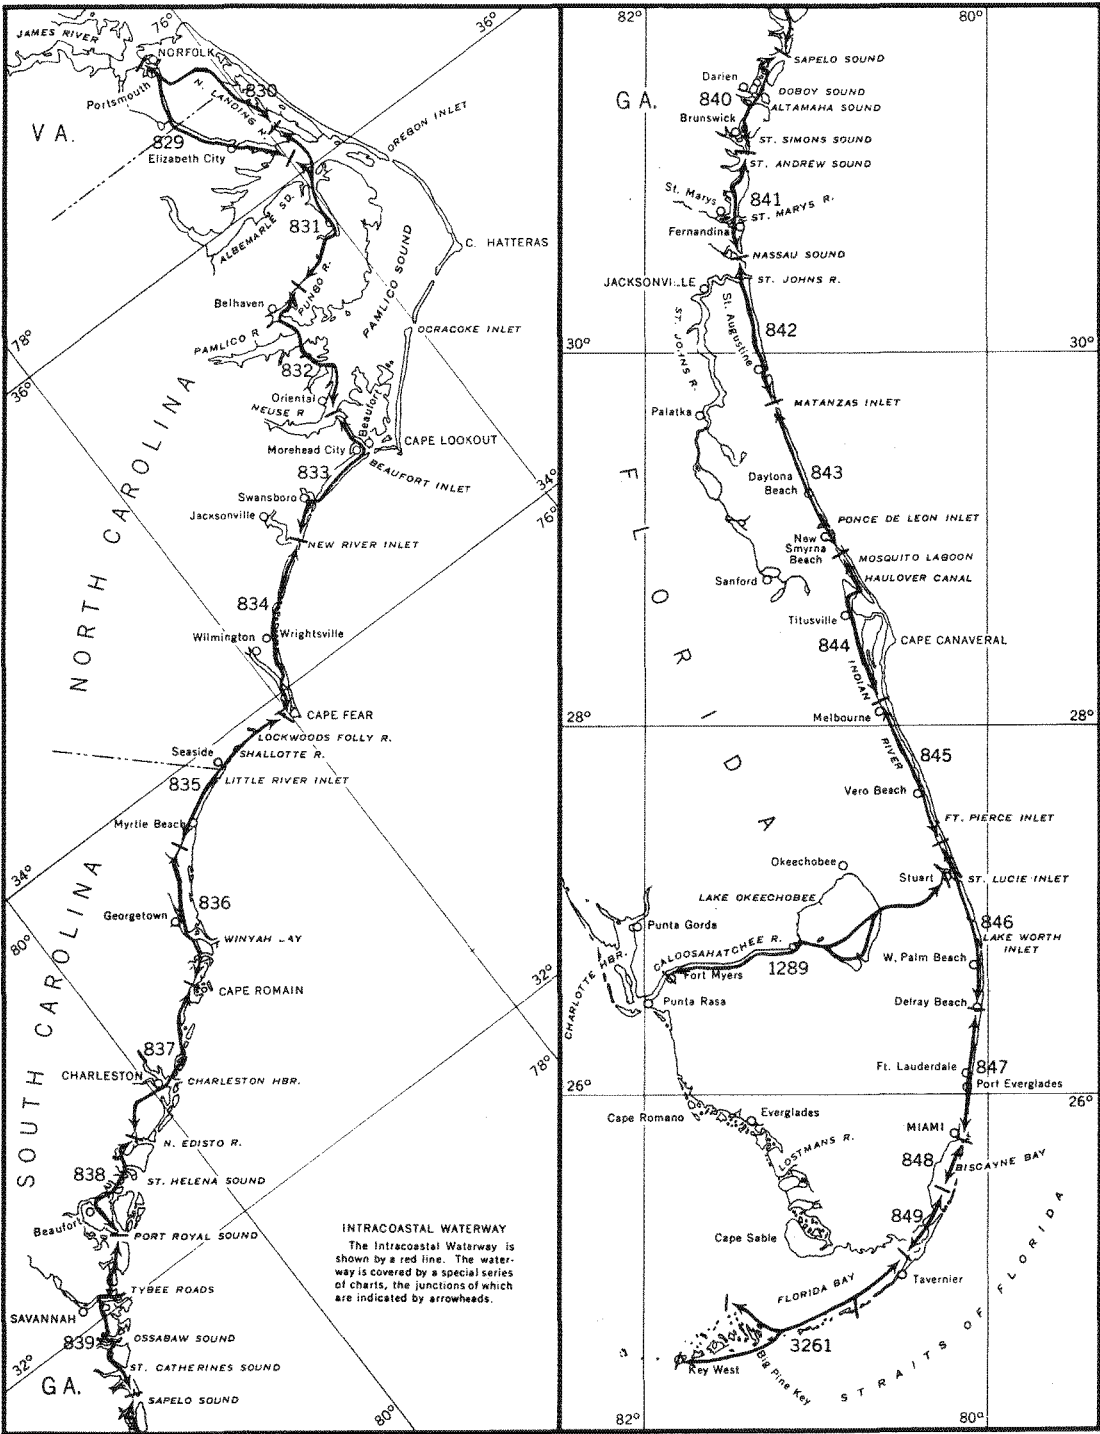 76°
36°
JAMES RIVER
NORFOLK
Portsmouth
830
N. LANDING R.
OREGON INLET
VA.
829
Elizabeth City
ALBEMARLE SD.
831
PAMLICO SOUND
C. HATTERAS
PUNGO R.
Belhaven
PAMLICO R
OCRACOKE INLET
78°
36°
832
Oriental
NEUSE R
Beaufort
Morehead City
CAPE LOOKOUT
BEAUFORT INLET
833
34°
76°
Swansboro
Jacksonville
NEW RIVER INLET
NORTH CAROLINA
834
Wilmington
Wrightsville
CAPE FEAR
LOCKWOODS FOLLY R.
Seaside
SHALLOTTE R.
835
LITTLE RIVER INLET
Myrtle Beach
34°
80°
836
Georgetown
WINYAH BAY
32°
78°
CAPE ROMAIN
SOUTH CAROLINA
837
CHARLESTON
CHARLESTON HBR.
N. EDISTO R.
838
ST. HELENA SOUND
Beaufort
PORT ROYAL SOUND
TYBEE ROADS
SAVANNAH
839
OSSABAW SOUND
32°
ST. CATHERINES SOUND
GA.
SAPELO SOUND
80°
INTRACOASTAL WATERWAY
The Intracoastal Waterway is
shown by a red line. The water-
way is covered by a special series
of charts, the junctions of which
are indicated by arrowheads.
82°
80°
SAPELO SOUND
Darien
DOBOY SOUND
GA.
840
ALTAMAHA SOUND
Brunswick
ST. SIMONS SOUND
ST. ANDREW SOUND
St. Marys
841
ST. MARYS R.
Fernandina
NASSAU SOUND
JACKSONVILLE
ST. JOHNS R.
St. Augustine
842
ST. JOHNS R.
30°
30°
MATANZAS INLET
Palatka
843
Daytona
Beach
PONCE DE LEON INLET
New
Smyrna
Beach
MOSQUITO LAGOON
HAULOVER CANAL
Sanford
Titusville
844
CAPE CANAVERAL
INDIAN RIVER
FLORIDA
28°
28°
Melbourne
845
Vero Beach
FT. PIERCE INLET
Okeechobee
Stuart
ST. LUCIE INLET
LAKE OKEECHOBEE
846
Punta Gorda
LAKE WORTH
INLET
CALOOSAHATCHEE R.
1289
W. Palm Beach
CHARLOTTE HBR.
Fort Myers
Punta Rasa
Delray Beach
Ft. Lauderdale
847
Port Everglades
26°
26°
Cape Romano
Everglades
MIAMI
LOSTMANS R.
848
BISCAYNE BAY
849
Cape Sable
Tavernier
FLORIDA BAY
3261
Key West
Big Pine Key
STRAITS OF FLORIDA
82°
80°